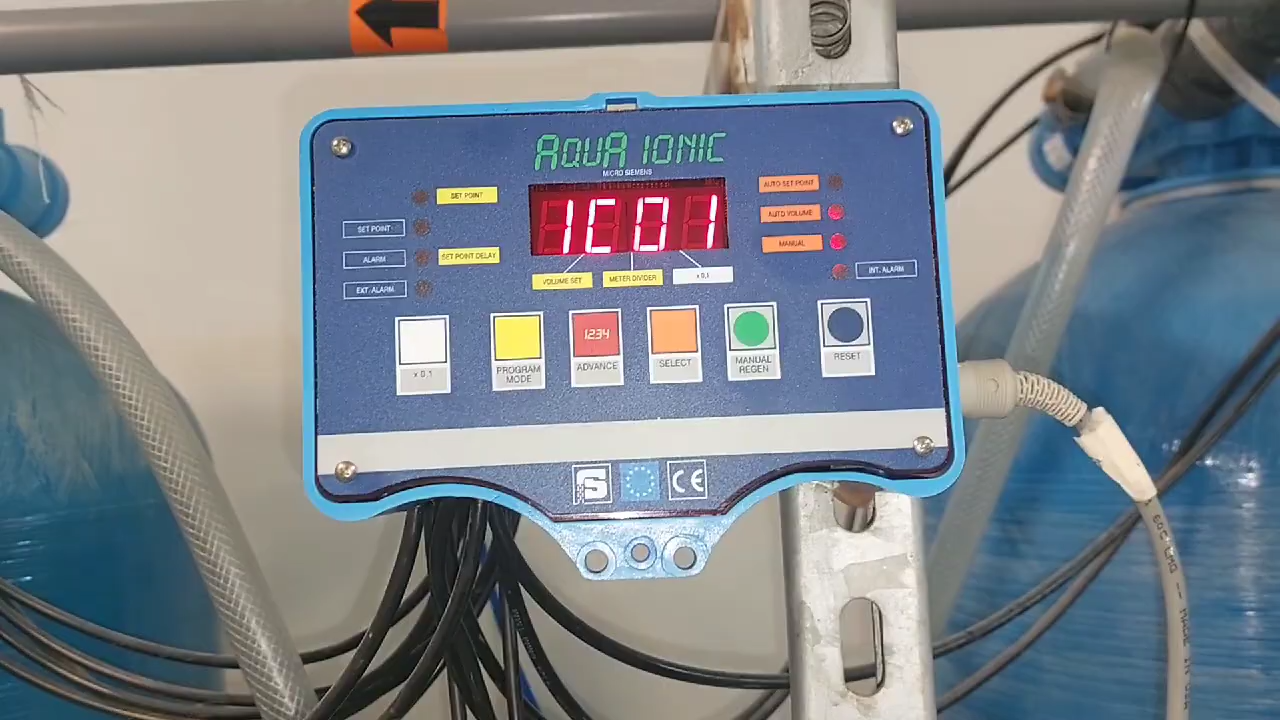 AQUA IONIC
MICRO SIEMENS
1C01
SET POINT
SET POINT
ALARM
SET POINT DELAY
EXT. ALARM
AUTO SET POINT
AUTO VOLUME
MANUAL
INT. ALARM
VOLUME SET
METER DIVIDER
x 0,1
x 0,1
PROGRAM
MODE
1234
ADVANCE
SELECT
MANUAL
REGEN
RESET
S
CE